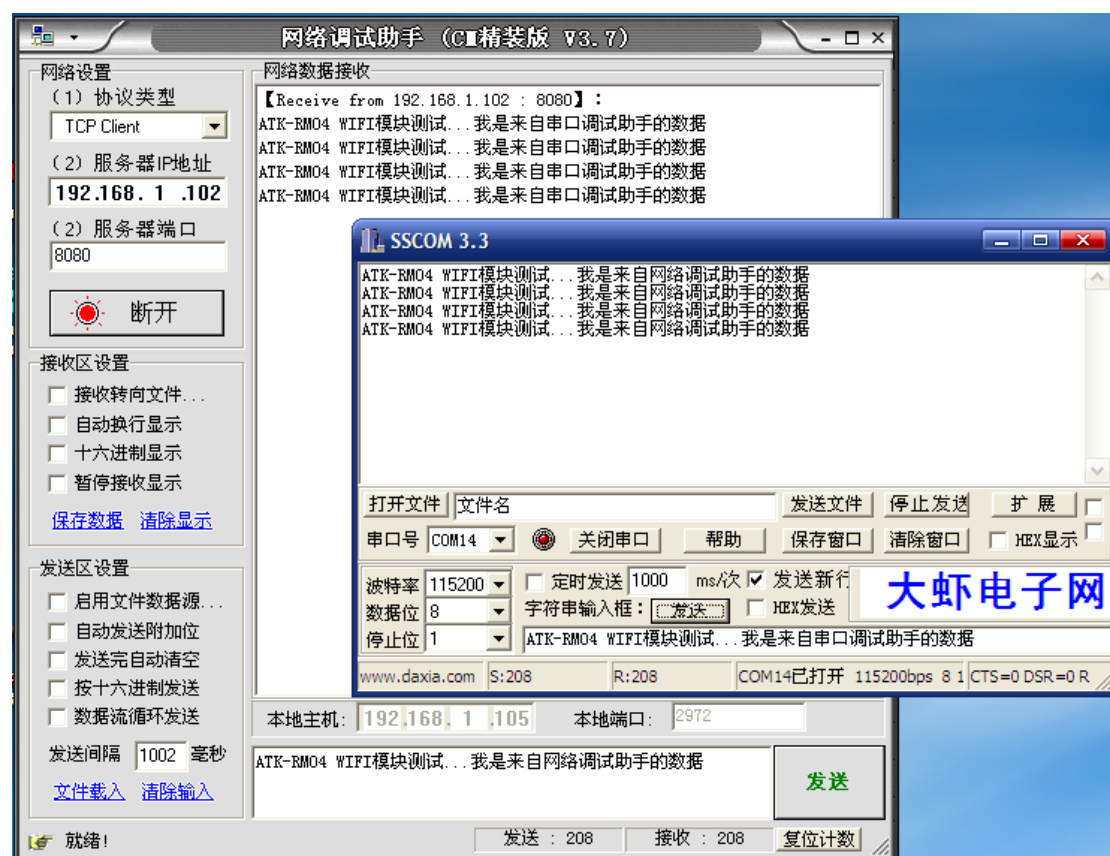 网络调试助手 (CⅢ精装版 V3.7)
网络设置
(1) 协议类型
TCP Client
(2) 服务器IP地址
192.168. 1 .102
(2) 服务器端口
8080
断开
接收区设置
接收转向文件...
自动换行显示
十六进制显示
暂停接收显示
保存数据 清除显示
发送区设置
启用文件数据源...
自动发送附加位
发送完自动清空
按十六进制发送
数据流循环发送
发送间隔 1002 毫秒
文件载入 清除输入
就绪!
网络数据接收
【Receive from 192.168.1.102 : 8080】:
ATK-RM04 WIFI模块测试...我是来自串口调试助手的数据
ATK-RM04 WIFI模块测试...我是来自串口调试助手的数据
ATK-RM04 WIFI模块测试...我是来自串口调试助手的数据
ATK-RM04 WIFI模块测试...我是来自串口调试助手的数据
SSCOM 3.3
ATK-RM04 WIFI模块测试...我是来自网络调试助手的数据
ATK-RM04 WIFI模块测试...我是来自网络调试助手的数据
ATK-RM04 WIFI模块测试...我是来自网络调试助手的数据
ATK-RM04 WIFI模块测试...我是来自网络调试助手的数据
打开文件 文件名 发送文件 停止发送 扩 展
串口号 COM14 关闭串口 帮助 保存窗口 清除窗口 HEX显示
波特率 115200 定时发送 1000 ms/次 发送新行
大虾电子网
数据位 8 字符串输入框: 发送 HEX发送
停止位 1 ATK-RM04 WIFI模块测试...我是来自串口调试助手的数据
www.daxia.com S:208 R:208 COM14已打开 115200bps 8 1 CTS=0 DSR=0 R
本地主机: 192.168. 1 .105 本地端口: 2972
ATK-RM04 WIFI模块测试...我是来自网络调试助手的数据
发送
发送 : 208 接收 : 208 复位计数